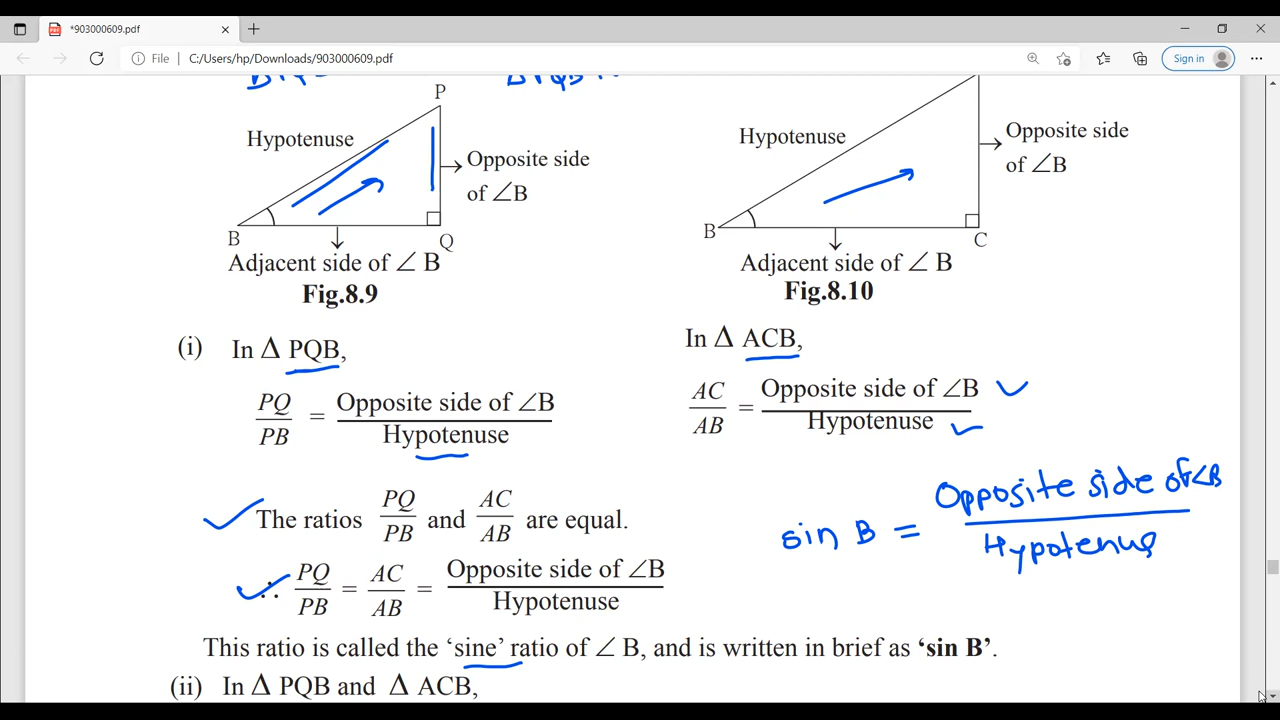 *903000609.pdf
File C:/Users/hp/Downloads/903000609.pdf Sign in
P
Hypotenuse
Opposite side
of ∠B
B
Q
Adjacent side of ∠ B
Fig.8.9
Hypotenuse
Opposite side
of ∠B
B
C
Adjacent side of ∠ B
Fig.8.10
(i) In Δ PQB,
PQ/PB = Opposite side of ∠B/Hypotenuse
In Δ ACB,
AC/AB = Opposite side of ∠B/Hypotenuse
The ratios PQ/PB and AC/AB are equal.
sin B = Opposite side of ∠B/Hypotenuse
∴ PQ/PB = AC/AB = Opposite side of ∠B/Hypotenuse
This ratio is called the ‘sine’ ratio of ∠ B, and is written in brief as ‘sin B’.
(ii) In Δ PQB and Δ ACB,